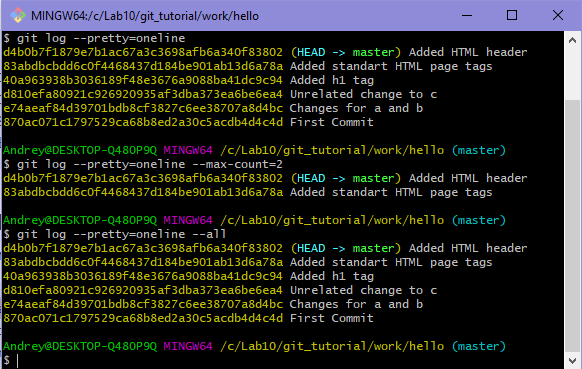 MINGW64:/c/Lab10/git_tutorial/work/hello
$ git log --pretty=oneline
d4b0b7f1879e7b1ac67a3c3698afb6a340f83802 (HEAD -> master) Added HTML header
83abdbcbdd6c0f4468437d184be901ab13d6a78a Added standart HTML page tags
40a963938b3036189f48e3676a9088ba41dc9c94 Added h1 tag
d810efa80921c926920935af3dba373ea6be6ea4 Unrelated change to c
e74aeaf84d39701bdb8cf3827c6ee38707a8d4bc Changes for a and b
870ac071c1797529ca68b8ed2a30c5acdb4d4c4d First Commit
Andrey@DESKTOP-Q480P9Q MINGW64 /c/Lab10/git_tutorial/work/hello (master)
$ git log --pretty=oneline --max-count=2
d4b0b7f1879e7b1ac67a3c3698afb6a340f83802 (HEAD -> master) Added HTML header
83abdbcbdd6c0f4468437d184be901ab13d6a78a Added standart HTML page tags
Andrey@DESKTOP-Q480P9Q MINGW64 /c/Lab10/git_tutorial/work/hello (master)
$ git log --pretty=oneline --all
d4b0b7f1879e7b1ac67a3c3698afb6a340f83802 (HEAD -> master) Added HTML header
83abdbcbdd6c0f4468437d184be901ab13d6a78a Added standart HTML page tags
40a963938b3036189f48e3676a9088ba41dc9c94 Added h1 tag
d810efa80921c926920935af3dba373ea6be6ea4 Unrelated change to c
e74aeaf84d39701bdb8cf3827c6ee38707a8d4bc Changes for a and b
870ac071c1797529ca68b8ed2a30c5acdb4d4c4d First Commit
Andrey@DESKTOP-Q480P9Q MINGW64 /c/Lab10/git_tutorial/work/hello (master)
$